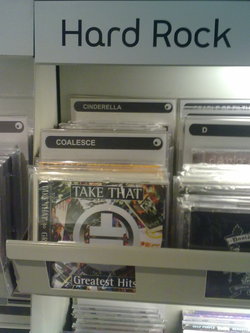 Hard Rock
CINDERELLA
COALESCE
D
TAKE THAT
Greatest Hits